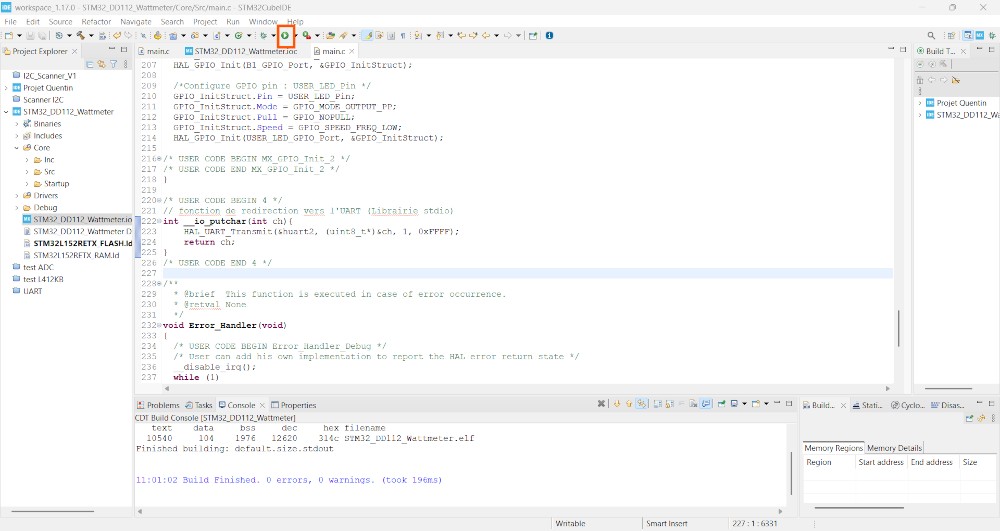 workspace_1.17.0 - STM32_DD112_Wattmeter/Core/Src/main.c - STM32CubeIDE
File Edit Source Refactor Navigate Search Project Run Window Help
Project Explorer
I2C_Scanner_V1
Projet Quentin
Scanner I2C
STM32_DD112_Wattmeter
Binaries
Includes
Core
Inc
Src
Startup
Drivers
Debug
STM32_DD112_Wattmeter.io
STM32_DD112_Wattmeter D
STM32L152RETX_FLASH.ld
STM32L152RETX_RAM.ld
test ADC
test L412KB
UART
main.c STM32_DD112_Wattmeter.ioc main.c
207 HAL_GPIO_Init(B1_GPIO_Port, &GPIO_InitStruct);
208
209 /*Configure GPIO pin : USER_LED_Pin */
210 GPIO_InitStruct.Pin = USER_LED_Pin;
211 GPIO_InitStruct.Mode = GPIO_MODE_OUTPUT_PP;
212 GPIO_InitStruct.Pull = GPIO_NOPULL;
213 GPIO_InitStruct.Speed = GPIO_SPEED_FREQ_LOW;
214 HAL_GPIO_Init(USER_LED_GPIO_Port, &GPIO_InitStruct);
215
216 /* USER CODE BEGIN MX_GPIO_Init_2 */
217 /* USER CODE END MX_GPIO_Init_2 */
218 }
219
220 /* USER CODE BEGIN 4 */
221 // fonction de redirection vers l'UART (Librairie stdio)
222 int __io_putchar(int ch){
223 HAL_UART_Transmit(&huart2, (uint8_t*)&ch, 1, 0xFFFF);
224 return ch;
225 }
226 /* USER CODE END 4 */
227
228 /**
229 * @brief This function is executed in case of error occurrence.
230 * @retval None
231 */
232 void Error_Handler(void)
233 {
234 /* USER CODE BEGIN Error_Handler_Debug */
235 /* User can add his own implementation to report the HAL error return state */
236 __disable_irq();
237 while (1)
Build T...
Projet Quentin
STM32_DD112_Wa
Problems Tasks Console Properties
CDT Build Console [STM32_DD112_Wattmeter]
text data bss dec hex filename
10540 104 1976 12620 314c STM32_DD112_Wattmeter.elf
Finished building: default.size.stdout
11:01:02 Build Finished. 0 errors, 0 warnings. (took 196ms)
Build... Stati... Cyclo... Disas...
Memory Regions Memory Details
Region Start address End address Size
Writable Smart Insert 227 : 1 : 6331